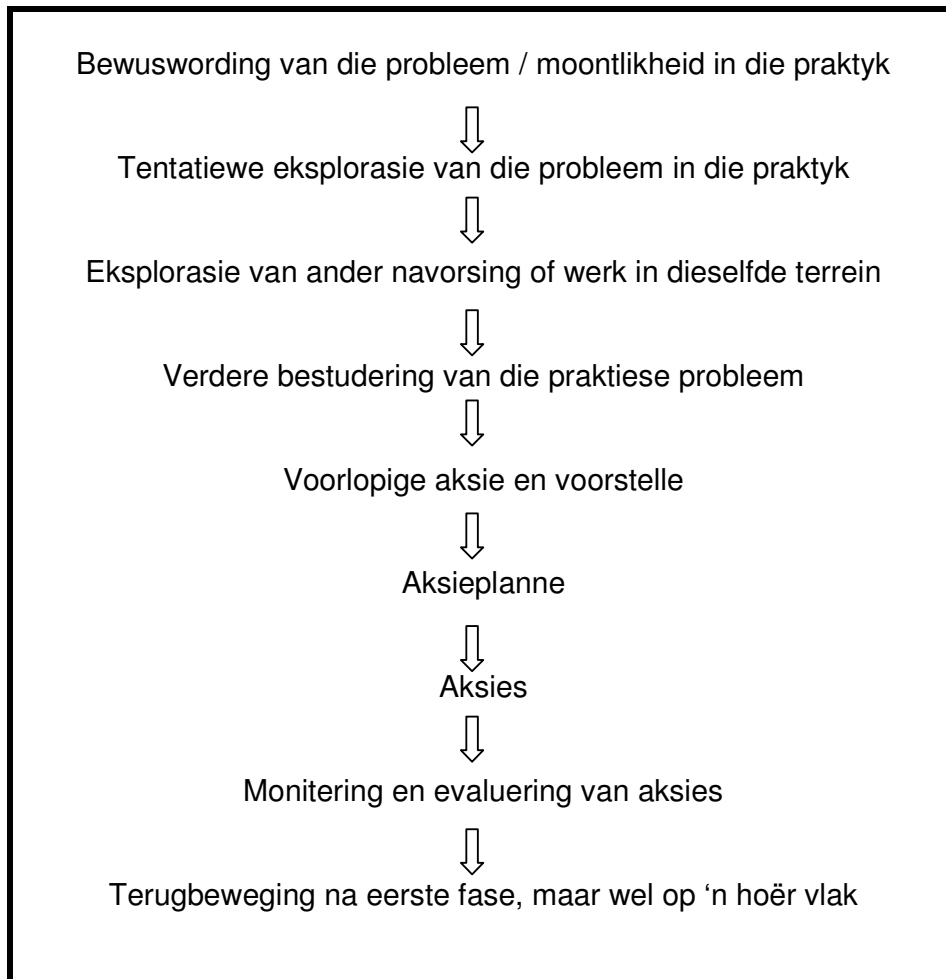 Bewuswording van die probleem / moontlikheid in die praktyk
Tentatiewe eksplorasie van die probleem in die praktyk
Eksplorasie van ander navorsing of werk in dieselfde terrein
Verdere bestudering van die praktiese probleem
Voorlopige aksie en voorstelle
Aksieplanne
Aksies
Monitering en evaluering van aksies
Terugbeweging na eerste fase, maar wel op ‘n hoër vlak